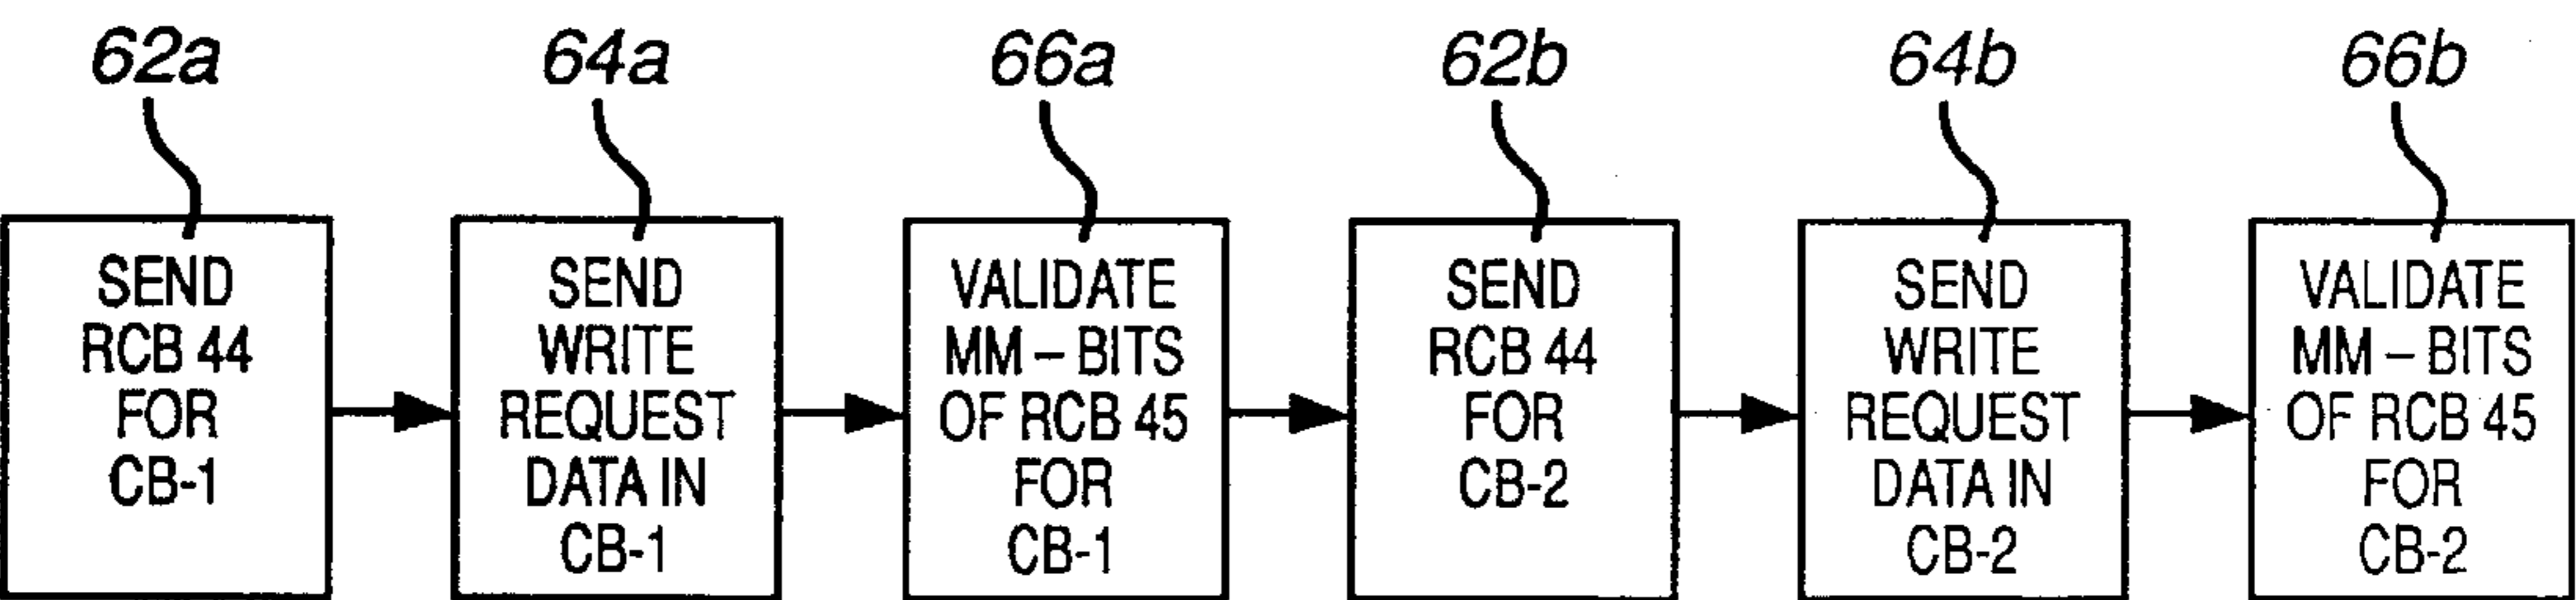 62a
64a
66a
62b
64b
66b
SEND
RCB 44
FOR
CB-1
SEND
WRITE
REQUEST
DATA IN
CB-1
VALIDATE
MM – BITS
OF RCB 45
FOR
CB-1
SEND
RCB 44
FOR
CB-2
SEND
WRITE
REQUEST
DATA IN
CB-2
VALIDATE
MM – BITS
OF RCB 45
FOR
CB-2